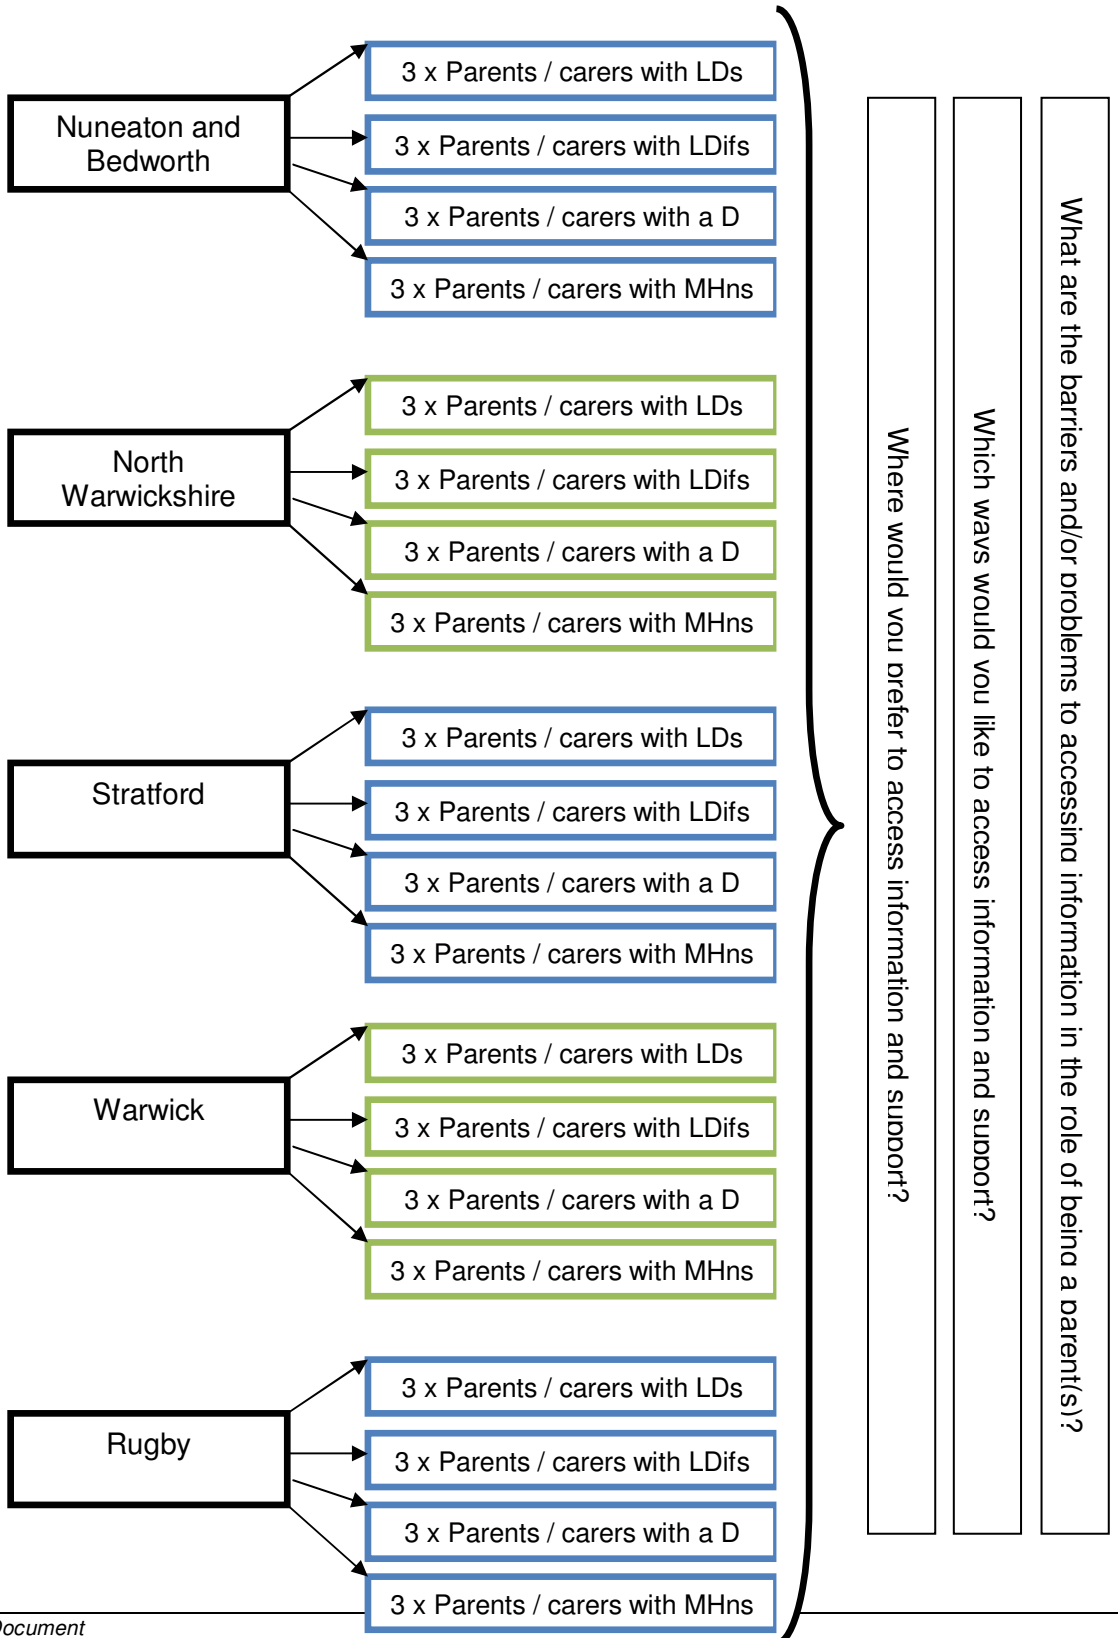 Nuneaton and
Bedworth
3 x Parents / carers with LDs
3 x Parents / carers with LDifs
3 x Parents / carers with a D
3 x Parents / carers with MHns
North
Warwickshire
3 x Parents / carers with LDs
3 x Parents / carers with LDifs
3 x Parents / carers with a D
3 x Parents / carers with MHns
Stratford
3 x Parents / carers with LDs
3 x Parents / carers with LDifs
3 x Parents / carers with a D
3 x Parents / carers with MHns
Warwick
3 x Parents / carers with LDs
3 x Parents / carers with LDifs
3 x Parents / carers with a D
3 x Parents / carers with MHns
Rugby
3 x Parents / carers with LDs
3 x Parents / carers with LDifs
3 x Parents / carers with a D
3 x Parents / carers with MHns
What are the barriers and/or problems to accessing information in the role of being a parent(s)?
Which ways would you like to access information and support?
Where would you prefer to access information and support?
Document